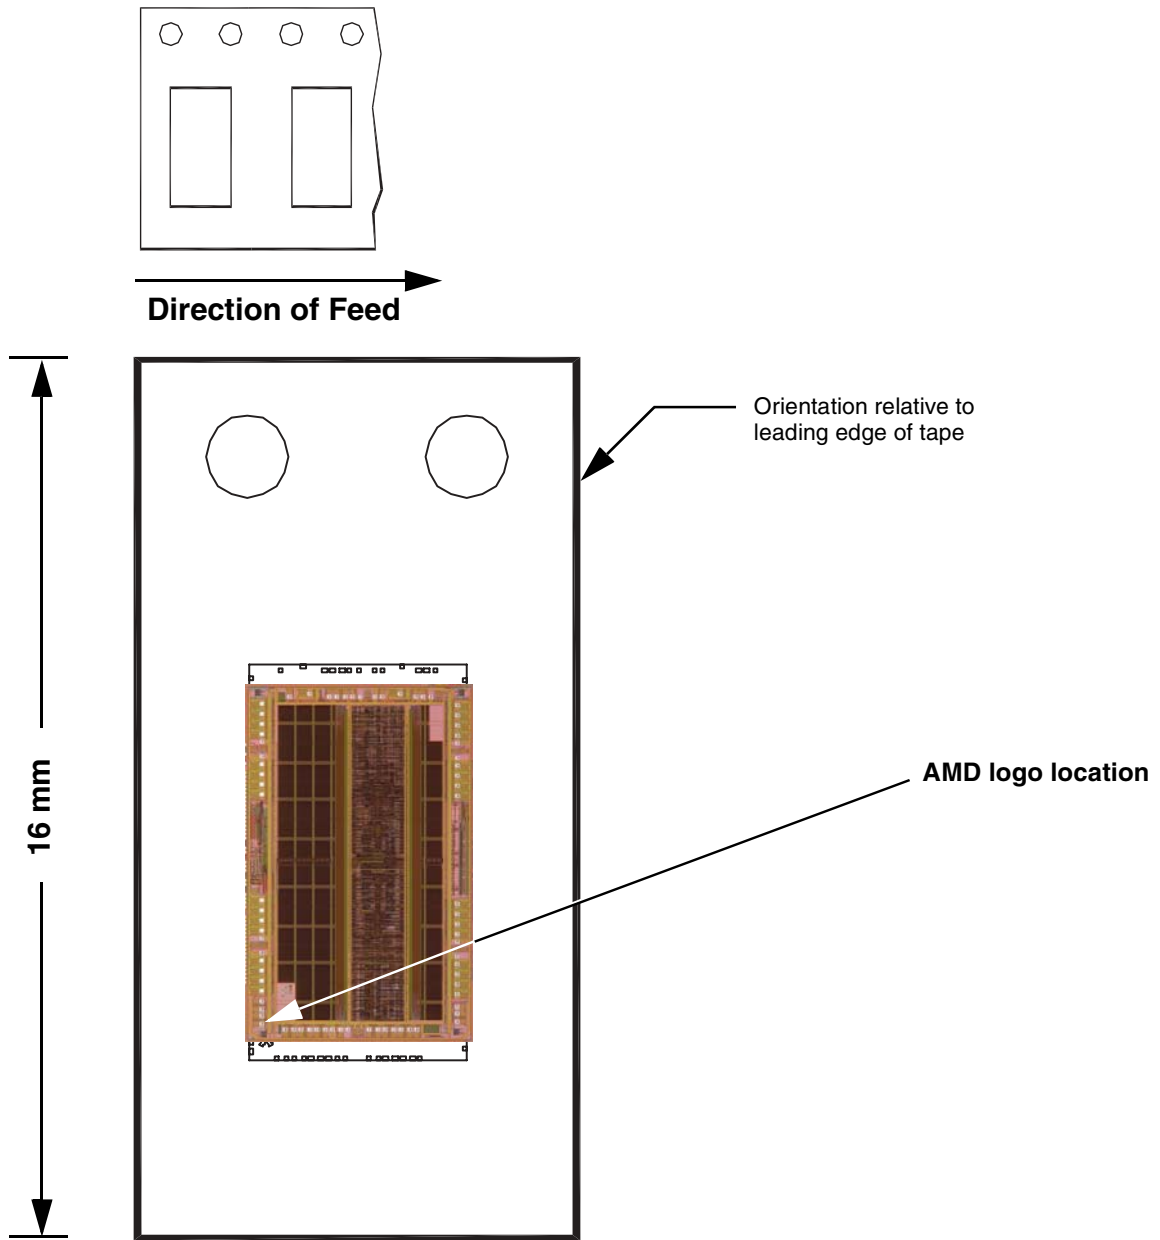 Direction of Feed
Orientation relative to
leading edge of tape
AMD logo location
16 mm